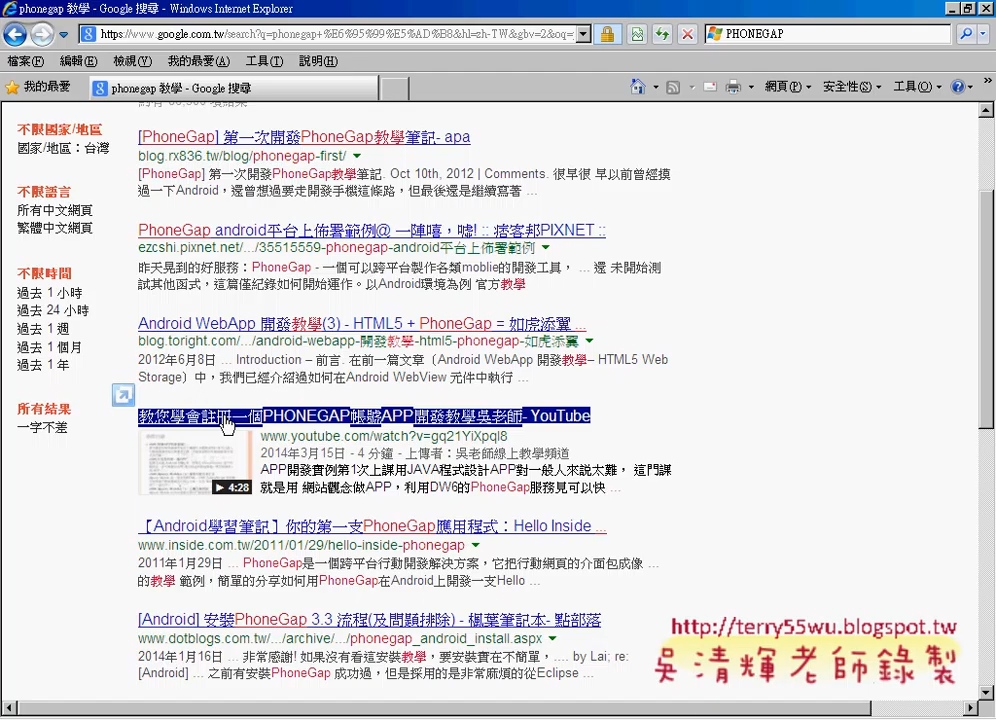 phonegap 教學 - Google 搜尋 - Windows Internet Explorer
https://www.google.com.tw/search?q=phonegap+%E6%95%99%E5%AD%B8&hl=zh-TW&gbv=2&oq=
PHONEGAP
檔案(F) 編輯(E) 檢視(V) 我的最愛(A) 工具(T) 說明(H)
我的最愛 phonegap 教學 - Google 搜尋 網頁(P) 安全性(S) 工具(O)
不限國家/地區
國家/地區：台灣
不限語言
所有中文網頁
繁體中文網頁
不限時間
過去 1 小時
過去 24 小時
過去 1 週
過去 1 個月
過去 1 年
所有結果
一字不差
[PhoneGap] 第一次開發PhoneGap教學筆記- apa
blog.rx836.tw/blog/phonegap-first/
[PhoneGap] 第一次開發PhoneGap教學筆記. Oct 10th, 2012 | Comments. 很早很 早以前曾經摸
過一下Android，還曾想過要走開發手機這條路，但最後還是繼續寫著 ...
PhoneGap android平台上佈署範例@ 一陣嘻，噓! :: 痞客邦PIXNET ::
ezcshi.pixnet.net/.../35515559-phonegap-android平台上佈署範例
昨天見到的好服務：PhoneGap - 一個可以跨平台製作各類moblie的開發工具， ... 還 未開始測
試其他函式，這篇僅紀錄如何開始運作。以Android環境為例 官方教學
Android WebApp 開發教學(3) - HTML5 + PhoneGap = 如虎添翼 ...
blog.toright.com/.../android-webapp-開發教學-html5-phonegap-如虎添翼
2012年6月8日 ... Introduction – 前言. 在前一篇文章〔Android WebApp 開發教學– HTML5 Web
Storage〕中，我們已經介紹過如何在Android WebView 元件中執行 ...
教您學會註冊一個PHONEGAP帳號APP開發教學吳老師- YouTube
www.youtube.com/watch?v=gq21YiXpql8
2014年3月15日 - 4 分鐘 - 上傳者：吳老師線上教學頻道
APP開發實例第1次上課用JAVA程式設計APP對一般人來說太難， 這門課
就是用 網站觀念做APP，利用DW6的PhoneGap服務見可以快 ...
4:28
【Android學習筆記】你的第一支PhoneGap應用程式：Hello Inside ...
www.inside.com.tw/2011/01/29/hello-inside-phonegap
2011年1月29日 ... PhoneGap是一個跨平台行動開發解決方案，它把行動網頁的介面包成像 ...
的教學 範例，簡單的分享如何用PhoneGap在Android上開發一支Hello ...
[Android] 安裝PhoneGap 3.3 流程(及問題排除) - 楓葉筆記本- 點部落
www.dotblogs.com.tw/.../archive/.../phonegap_android_install.aspx
2014年1月16日 ... 非常感謝! 如果沒有看這安裝教學，要安裝實在不簡單，.... by Lai; re:
[Android] ... 之前有安裝PhoneGap 成功過，但是採用的是非常麻煩的從Eclipse ...
http://terry55wu.blogspot.tw
吳清輝老師錄製